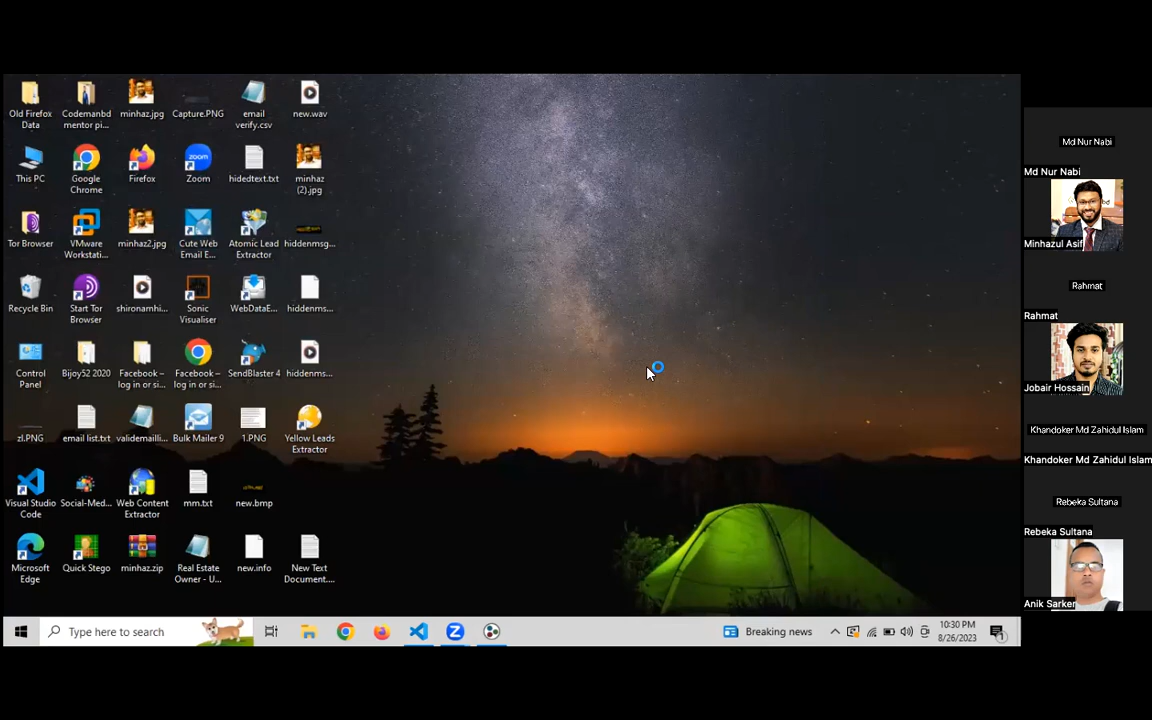 Old Firefox
Data
Codemanbd
mentor pi...
minhaz.jpg
Capture.PNG
email
verify.csv
new.wav
This PC
Google
Chrome
Firefox
zoom
Zoom
hidedtext.txt
minhaz
(2).jpg
Tor Browser
VMware
Workstati...
minhaz2.jpg
Cute Web
Email E...
Atomic Lead
Extractor
hiddenmsg...
Recycle Bin
Start Tor
Browser
shironamhi...
Sonic
Visualiser
WebDataE...
hiddenms...
Control
Panel
Bijoy52 2020
Facebook –
log in or si...
Facebook –
log in or si...
SendBlaster 4
hiddenms...
zl.PNG
email list.txt
validemailli...
Bulk Mailer 9
1.PNG
Yellow Leads
Extractor
Visual Studio
Code
Social-Med...
Web Content
Extractor
mm.txt
new.bmp
Microsoft
Edge
Quick Stego
minhaz.zip
Real Estate
Owner - U...
new.info
New Text
Document....
Type here to search
Breaking news
10:30 PM
8/26/2023
1
Md Nur Nabi
Md Nur Nabi
Minhazul Asif
Rahmat
Rahmat
Jobair Hossain
Khandoker Md Zahidul Islam
Khandoker Md Zahidul Islam
Rebeka Sultana
Rebeka Sultana
Anik Sarker